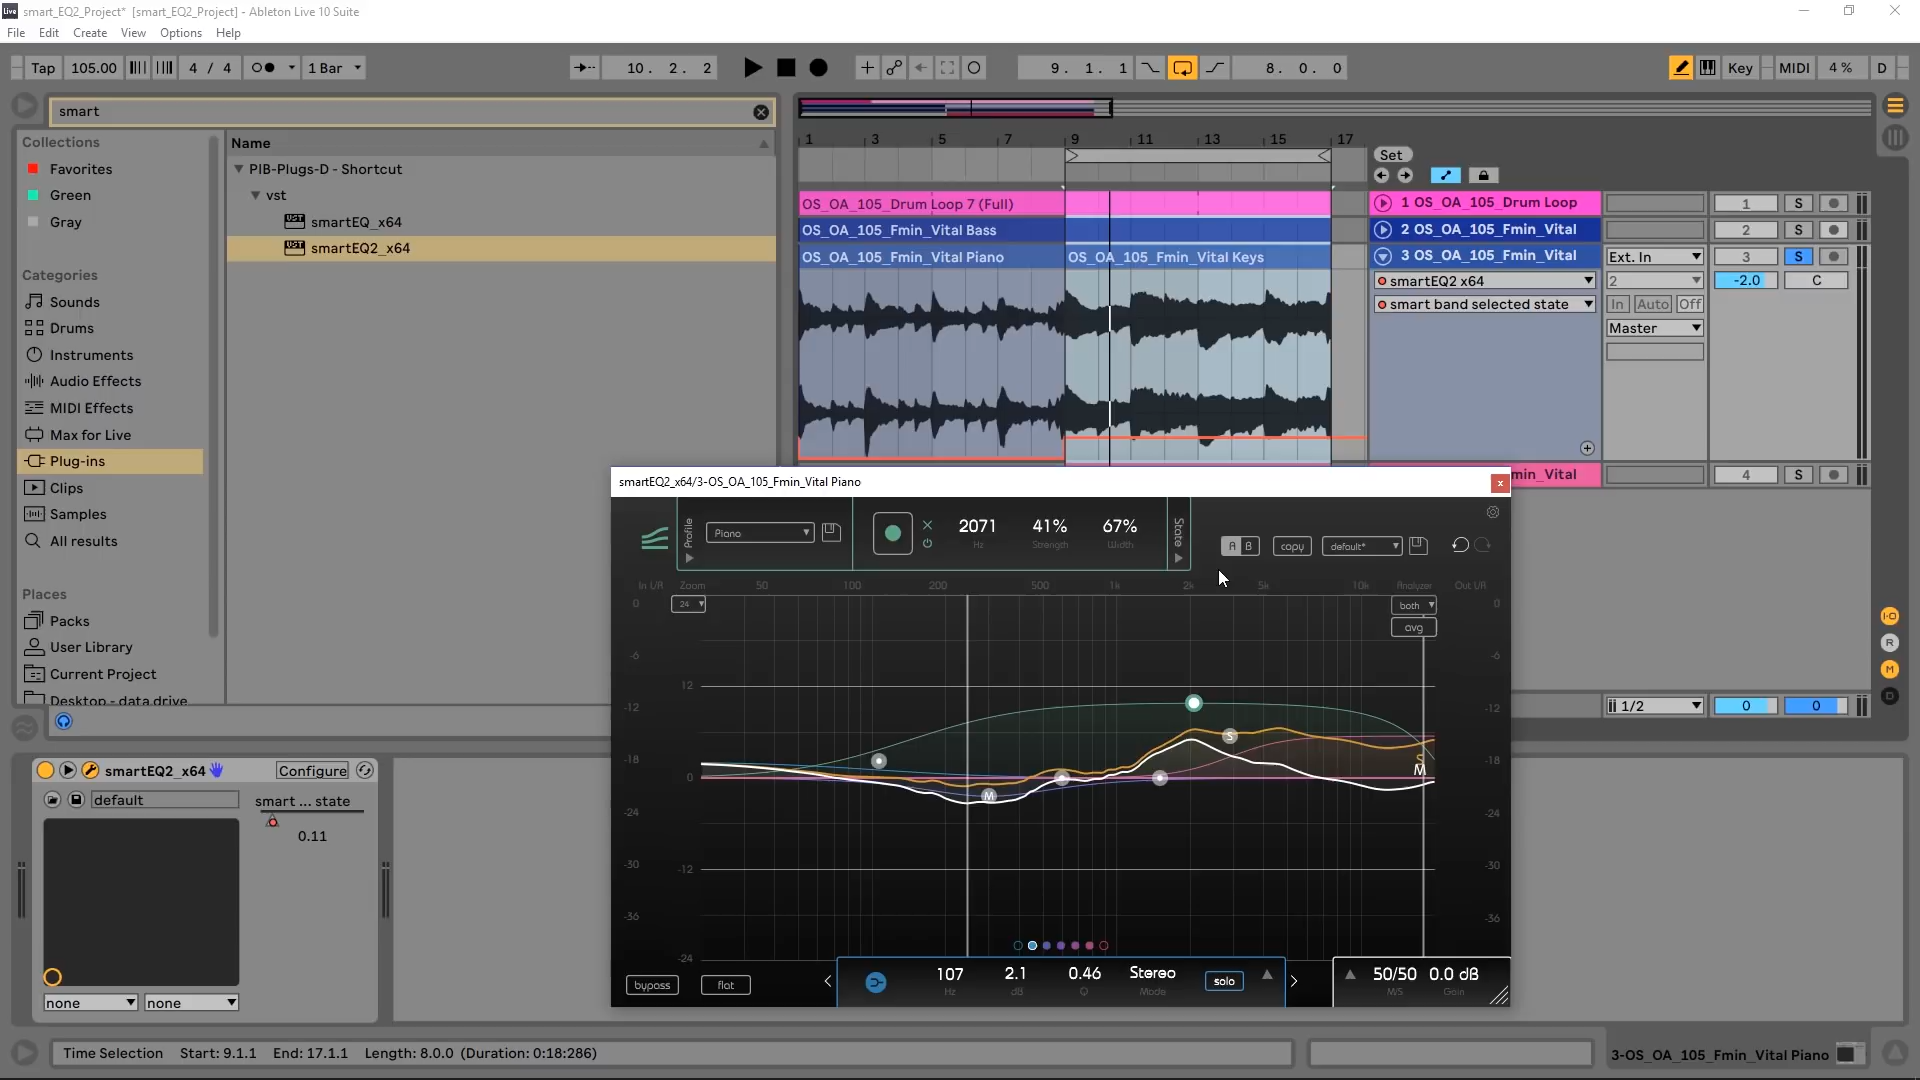 smart_EQ2_Project* [smart_EQ2_Project] - Ableton Live 10 Suite
File Edit Create View Options Help
Tap 105.00 4 / 4 1 Bar 10. 2. 2 9. 1. 1 8. 0. 0 Key MIDI 4 % D
smart
Collections
Favorites
Green
Gray
Categories
Sounds
Drums
Instruments
Audio Effects
MIDI Effects
Max for Live
Plug-ins
Clips
Samples
All results
Places
Packs
User Library
Current Project
Desktop - data drive
Name
PIB-Plugs-D - Shortcut
vst
smartEQ_x64
smartEQ2_x64
1 3 5 7 9 11 13 15 17
Set
OS_OA_105_Drum Loop 7 (Full)
OS_OA_105_Fmin_Vital Bass
OS_OA_105_Fmin_Vital Piano OS_OA_105_Fmin_Vital Keys
1 OS_OA_105_Drum Loop 1 S
2 OS_OA_105_Fmin_Vital 2 S
3 OS_OA_105_Fmin_Vital Ext. In 3 S
smartEQ2 x64 2 -2.0 C
smart band selected state In Auto Off
Master
min_Vital 4 S
1/2 0 0
I·O
R
M
D
smartEQ2_x64/3-OS_OA_105_Fmin_Vital Piano x
Profile Piano 2071 41% 67% State
Hz Strength Width
A B copy default*
In L/R Zoom 50 100 200 500 1k 2k 5k 10k Analyzer Out L/R
0 24 both 0
avg
-6 -6
12
-12 -12
-18 -18
0
-24 -24
-30 -30
-12
-36 -36
-24
S
M
S
M
bypass flat 107 2.1 0.46 Stereo solo 50/50 0.0 dB
Hz dB Q Mode M/S Gain
smartEQ2_x64 Configure
default smart ... state
0.11
none none
Time Selection Start: 9.1.1 End: 17.1.1 Length: 8.0.0 (Duration: 0:18:286)
3-OS_OA_105_Fmin_Vital Piano